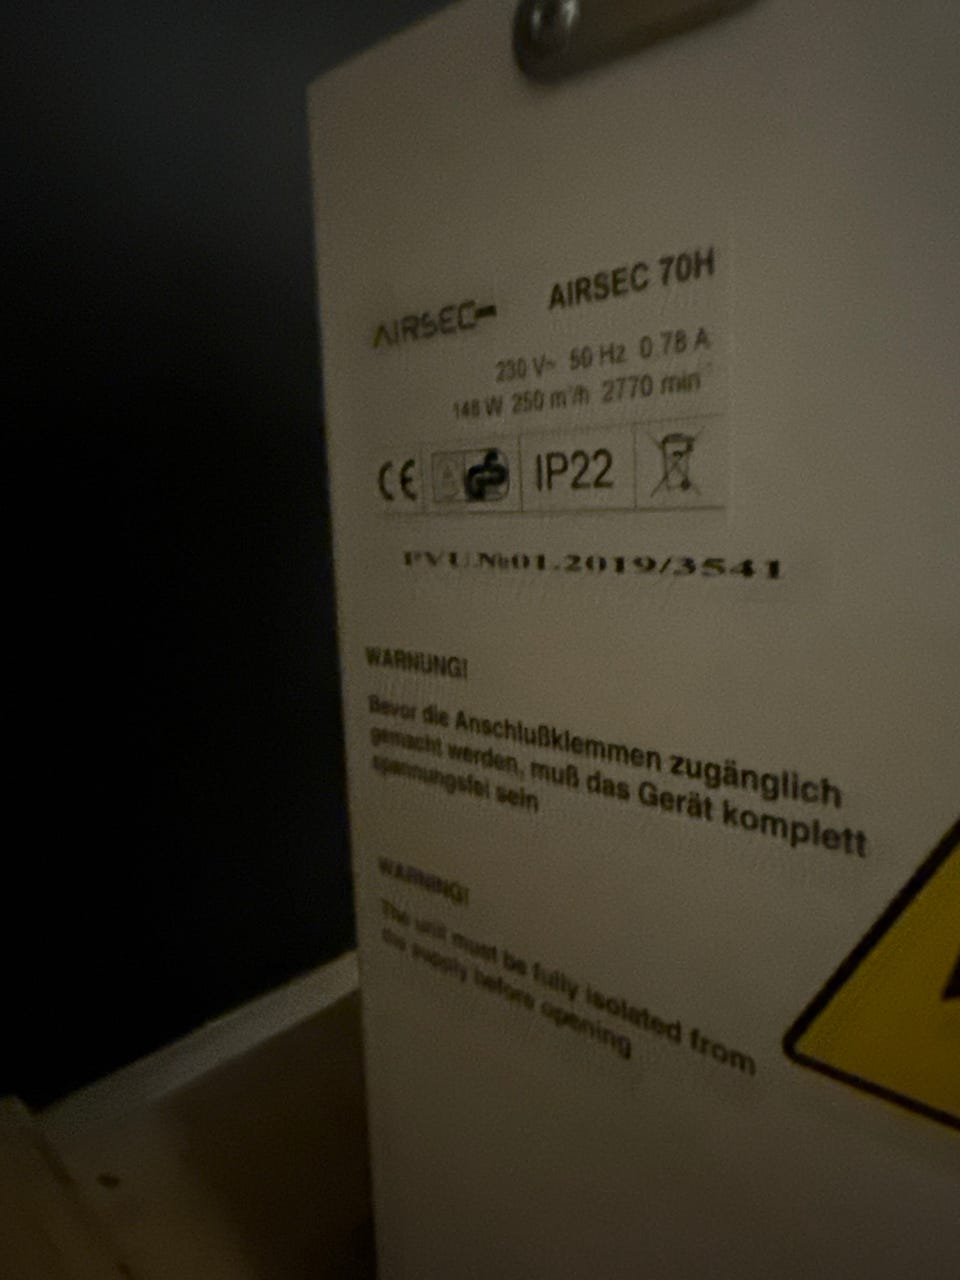 AIRSEC AIRSEC 70H
230 V~ 50 Hz 0.78 A
148 W 250 m³/h 2770 min
CE IP22
PVU.№01.2019/3541
WARNUNG!
Bevor die Anschlußklemmen zugänglich
gemacht werden, muß das Gerät komplett
spannungsfei sein
WARNING!
The unit must be fully isolated from
the supply before opening